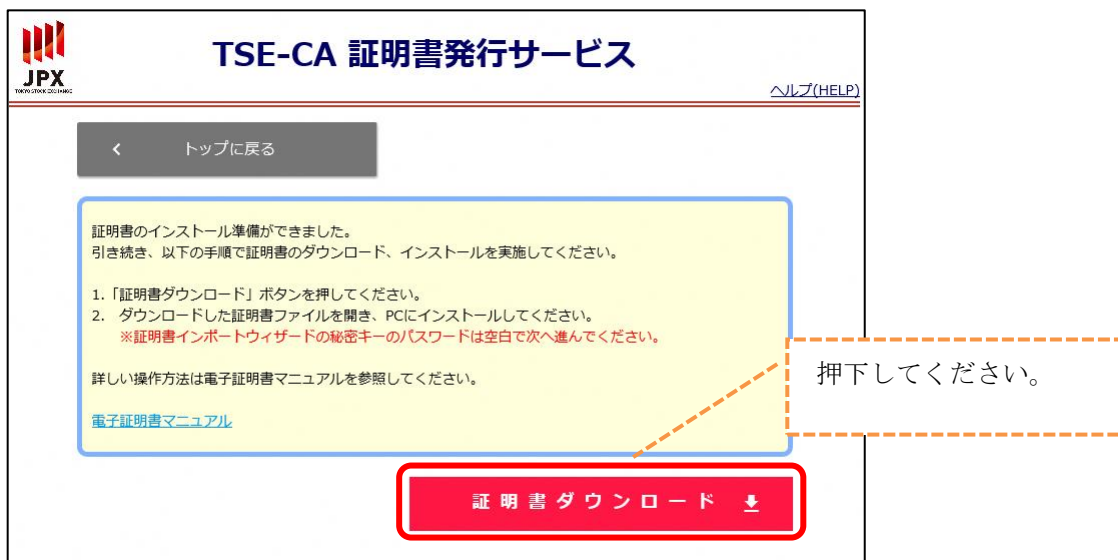 JPX
TOKYO STOCK EXCHANGE
TSE-CA 証明書発行サービス
ヘルプ(HELP)
トップに戻る
証明書のインストール準備ができました。
引き続き、以下の手順で証明書のダウンロード、インストールを実施してください。
1.「証明書ダウンロード」ボタンを押してください。
2. ダウンロードした証明書ファイルを開き、PCにインストールしてください。
※証明書インポートウィザードの秘密キーのパスワードは空白で次へ進んでください。
詳しい操作方法は電子証明書マニュアルを参照してください。
電子証明書マニュアル
押下してください。
証明書ダウンロード